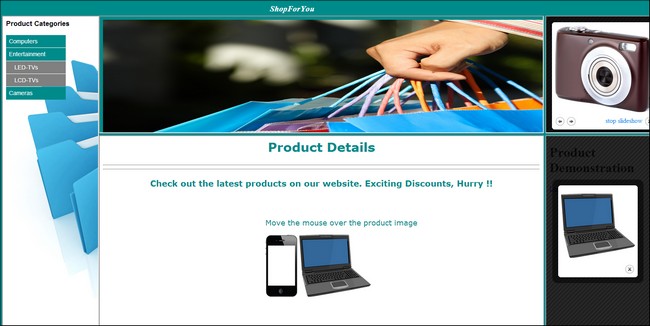 ShopForYou
Product Categories
Computers
Entertainment
LED-TVs
LCD-TVs
Cameras
stop slideshow
Product Details
Check out the latest products on our website. Exciting Discounts, Hurry !!
Move the mouse over the product image
Product
Demonstration
x